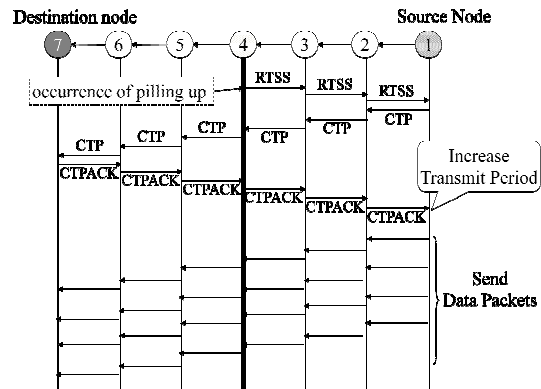 Destination node
Source Node
7 6 5 4 3 2 1
occurrence of pilling up
RTSS
RTSS
RTSS
CTP
CTP
CTP
CTP
CTP
CTP
CTPACK
CTPACK
CTPACK
CTPACK
CTPACK
CTPACK
Increase
Transmit Period
Send
Data Packets